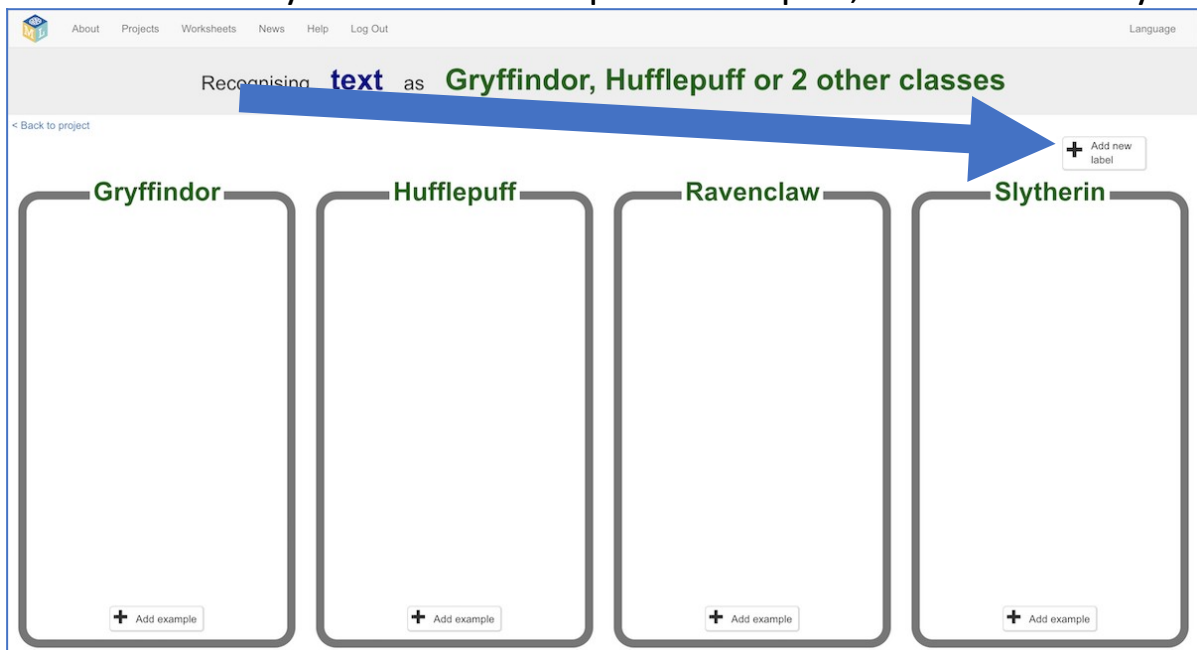 About Projects Worksheets News Help Log Out Language
Recognising text as Gryffindor, Hufflepuff or 2 other classes
< Back to project
Add new
label
Gryffindor Hufflepuff Ravenclaw Slytherin
Add example Add example Add example Add example